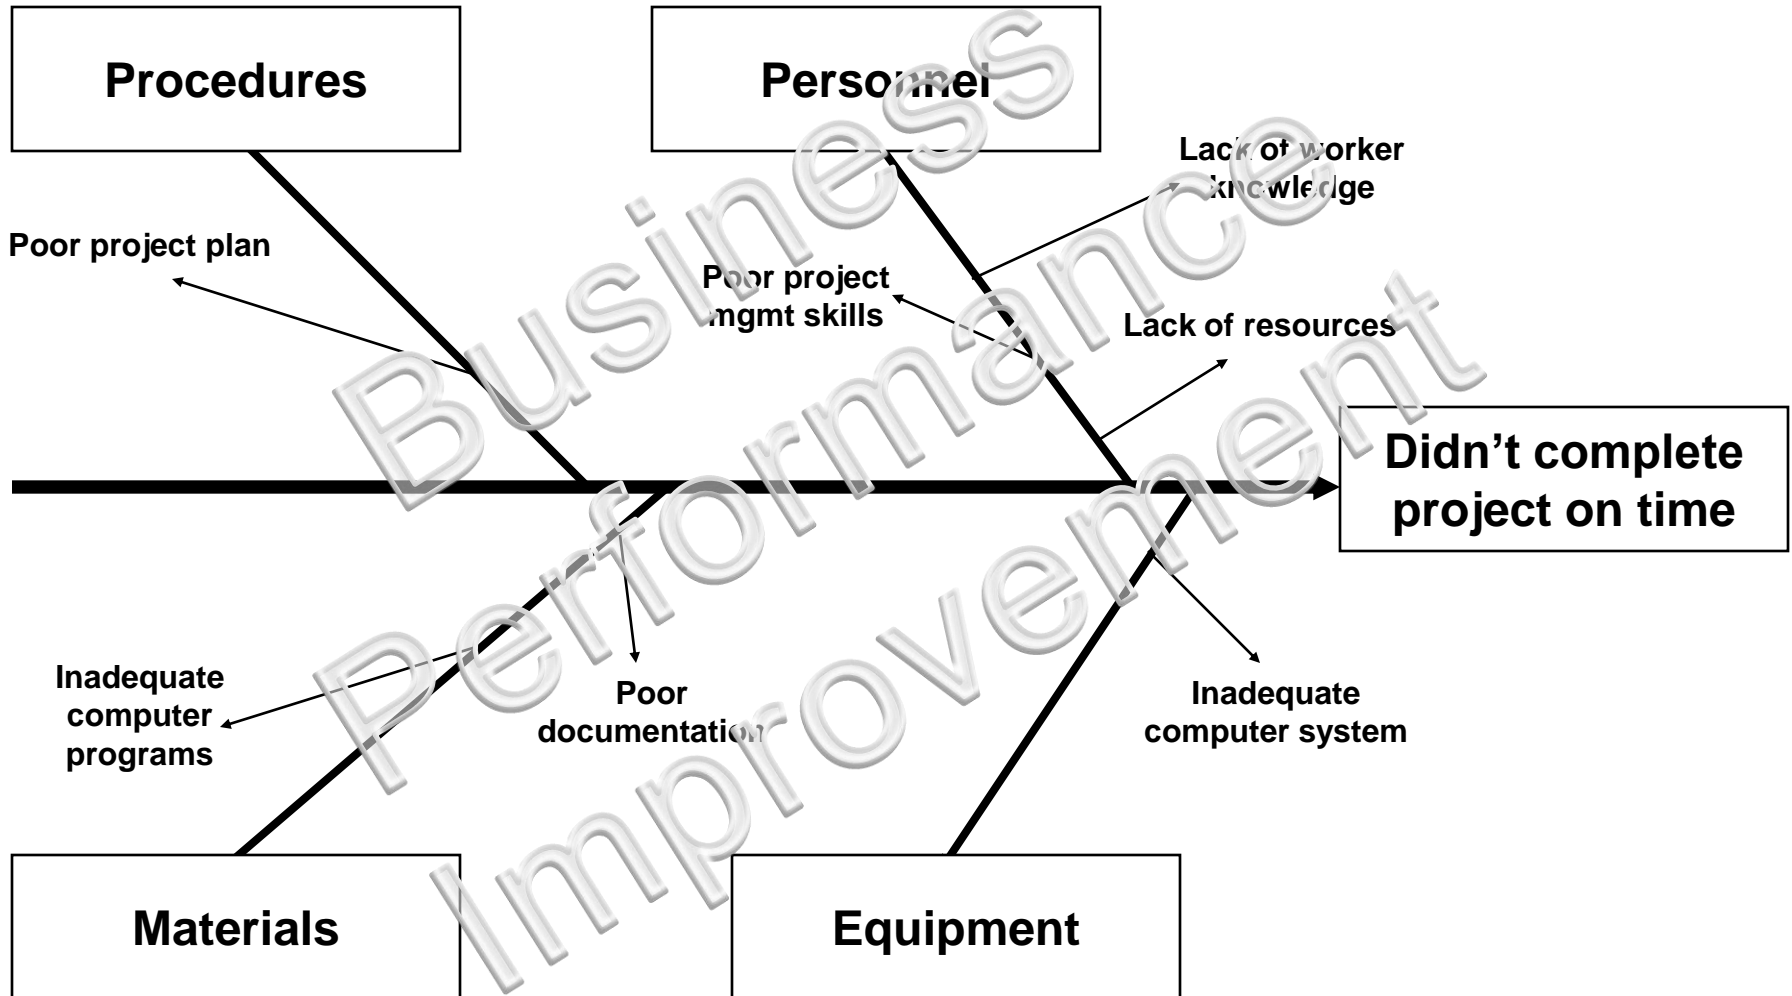 Procedures
Personnel
Lack of worker
knowledge
Poor project plan
Poor project
mgmt skills
Lack of resources
Didn't complete
project on time
Inadequate
computer
programs
Poor
documentation
Inadequate
computer system
Materials
Equipment
Business
Performance
Improvement